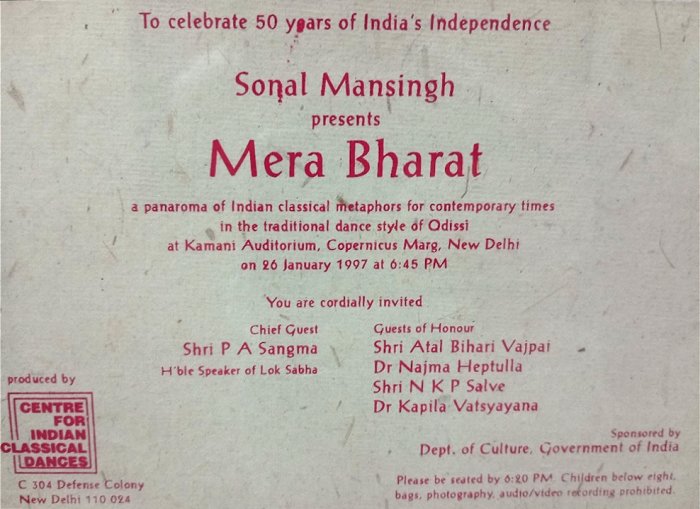 To celebrate 50 years of India's Independence
Sonal Mansingh
presents
Mera Bharat
a panaroma of Indian classical metaphors for contemporary times
in the traditional dance style of Odissi
at Kamani Auditorium, Copernicus Marg, New Delhi
on 26 January 1997 at 6:45 PM
You are cordially invited
Chief Guest
Shri P A Sangma
H'ble Speaker of Lok Sabha
Guests of Honour
Shri Atal Bihari Vajpai
Dr Najma Heptulla
Shri N K P Salve
Dr Kapila Vatsyayana
produced by
CENTRE
FOR
INDIAN
CLASSICAL
DANCES
C 304 Defense Colony
New Delhi 110 024
Sponsored by
Dept. of Culture, Government of India
Please be seated by 6:20 PM. Children below eight,
bags, photography, audio/video recording prohibited.